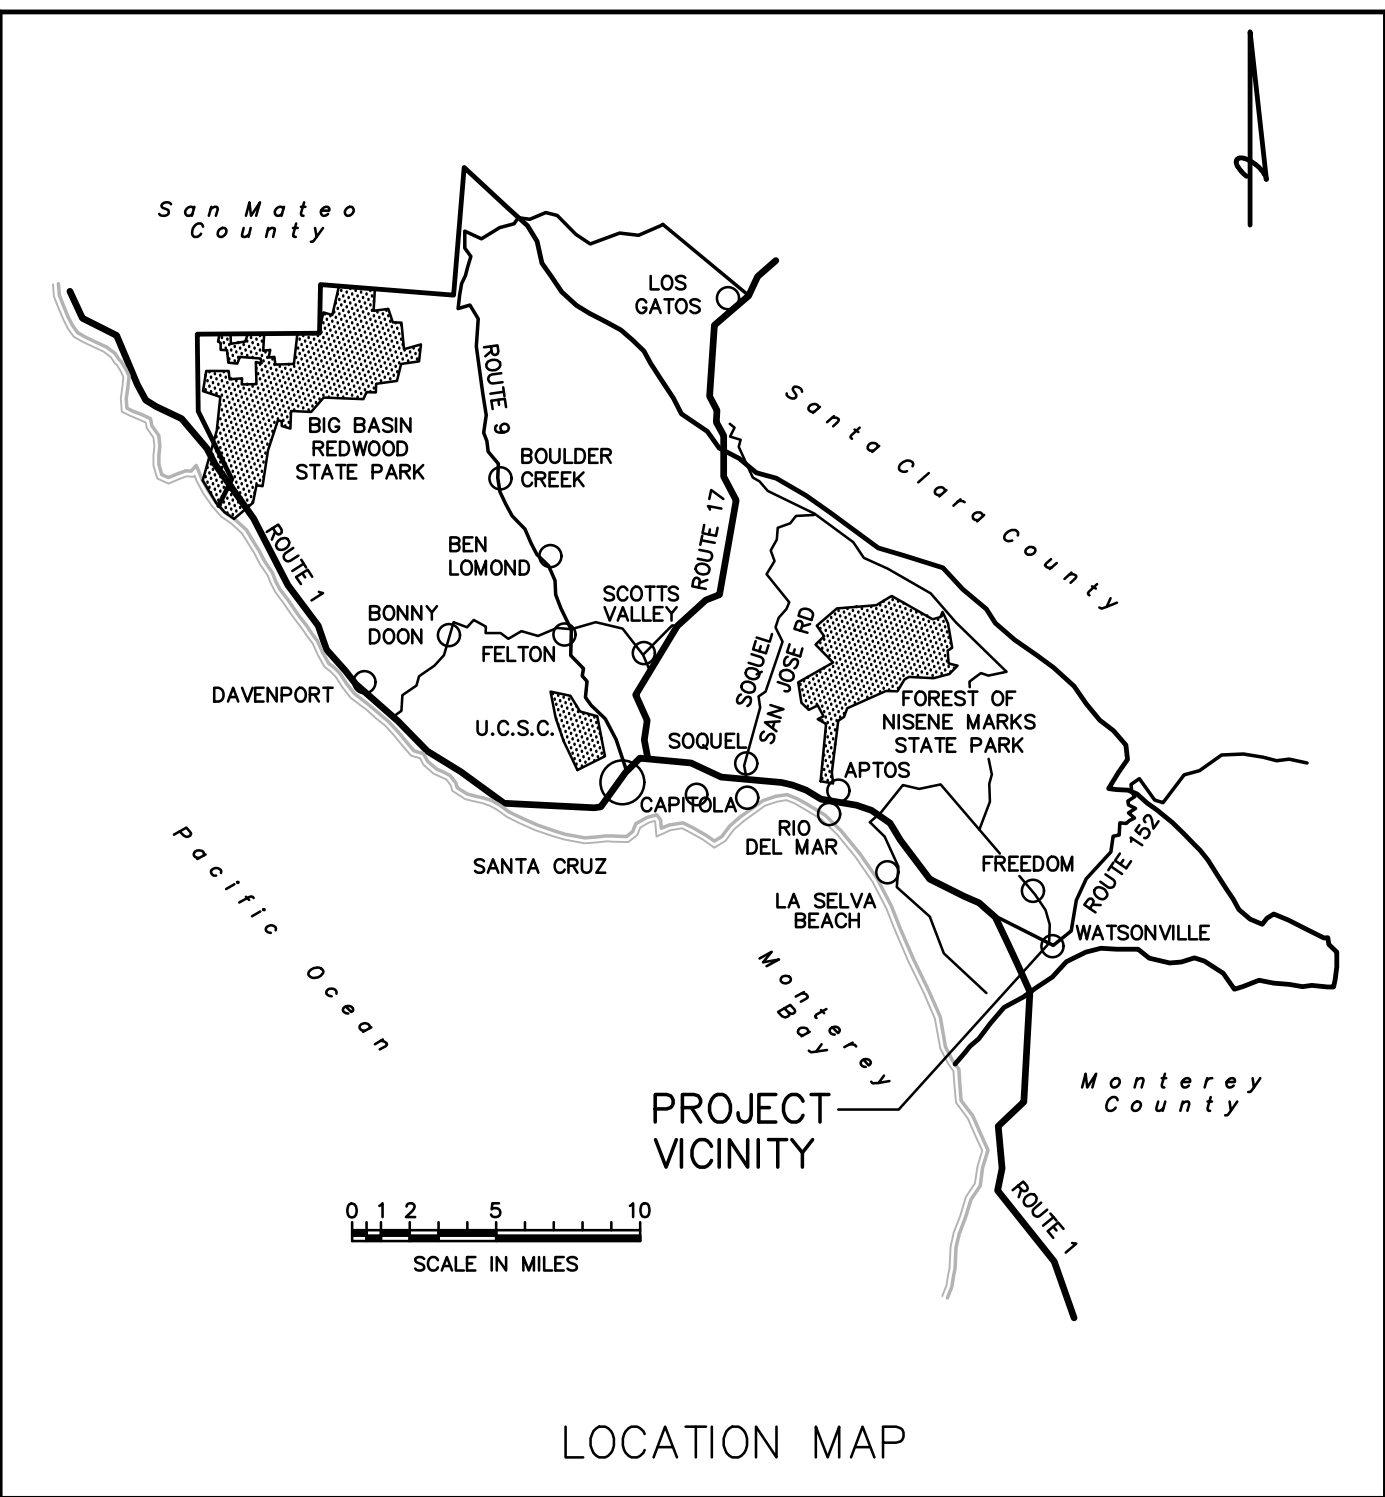 San Mateo
County
LOS
GATOS
Santa Clara County
ROUTE 9
BIG BASIN
REDWOOD
STATE PARK
BOULDER
CREEK
ROUTE 17
ROUTE 1
BEN
LOMOND
SCOTTS
VALLEY
BONNY
DOON
FELTON
SOQUEL
SAN JOSE RD
DAVENPORT
FOREST OF
NISENE MARKS
STATE PARK
U.C.S.C.
SOQUEL
APTOS
CAPITOLA
RIO
DEL MAR
ROUTE 152
Pacific Ocean
SANTA CRUZ
FREEDOM
LA SELVA
BEACH
WATSONVILLE
Monterey
Bay
Monterey
County
PROJECT
VICINITY
ROUTE 1
0 1 2 5 10
SCALE IN MILES
LOCATION MAP